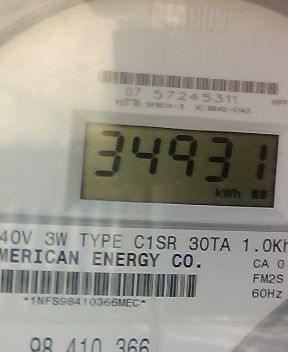 07 57245311
34931
kWh
40V 3W TYPE C1SR 30TA 1.0Kh
MERICAN ENERGY CO.
CA 0
FM2S
60Hz
*1NFS98410366MEC*
98 410 366